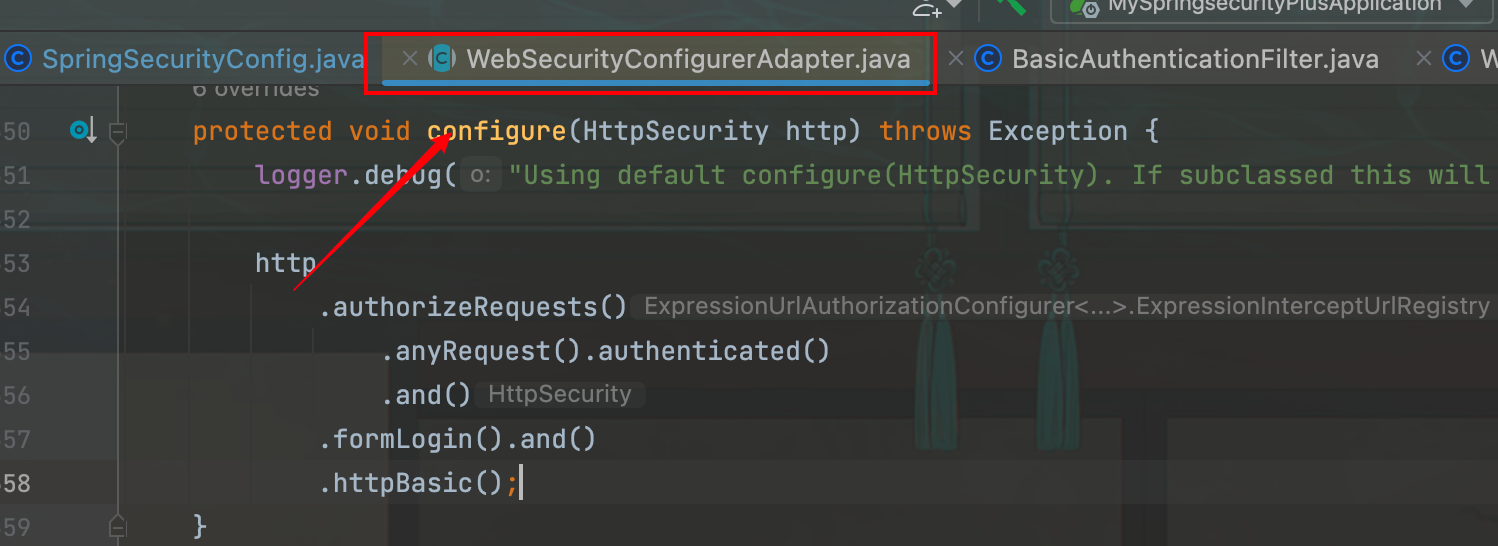 MySpringsecurityPlusApplication
SpringSecurityConfig.java WebSecurityConfigurerAdapter.java BasicAuthenticationFilter.java W
6 overrides
50 protected void configure(HttpSecurity http) throws Exception {
51 logger.debug( o: "Using default configure(HttpSecurity). If subclassed this will
52
53 http
54 .authorizeRequests() ExpressionUrlAuthorizationConfigurer<...>.ExpressionInterceptUrlRegistry
55 .anyRequest().authenticated()
56 .and() HttpSecurity
57 .formLogin().and()
58 .httpBasic();
59 }